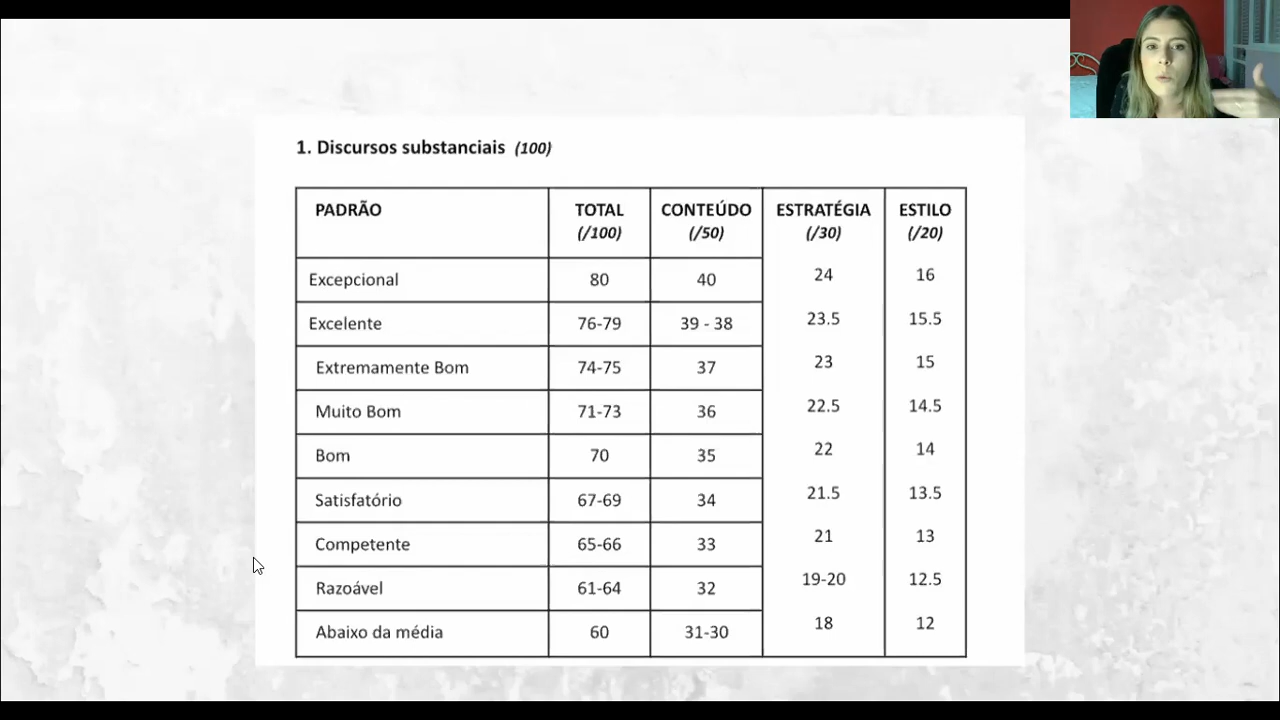 1. Discursos substanciais (100)
PADRÃO TOTAL CONTEÚDO ESTRATÉGIA ESTILO
(/100) (/50) (/30) (/20)
Excepcional 80 40 24 16
Excelente 76-79 39 - 38 23.5 15.5
Extremamente Bom 74-75 37 23 15
Muito Bom 71-73 36 22.5 14.5
Bom 70 35 22 14
Satisfatório 67-69 34 21.5 13.5
Competente 65-66 33 21 13
Razoável 61-64 32 19-20 12.5
Abaixo da média 60 31-30 18 12